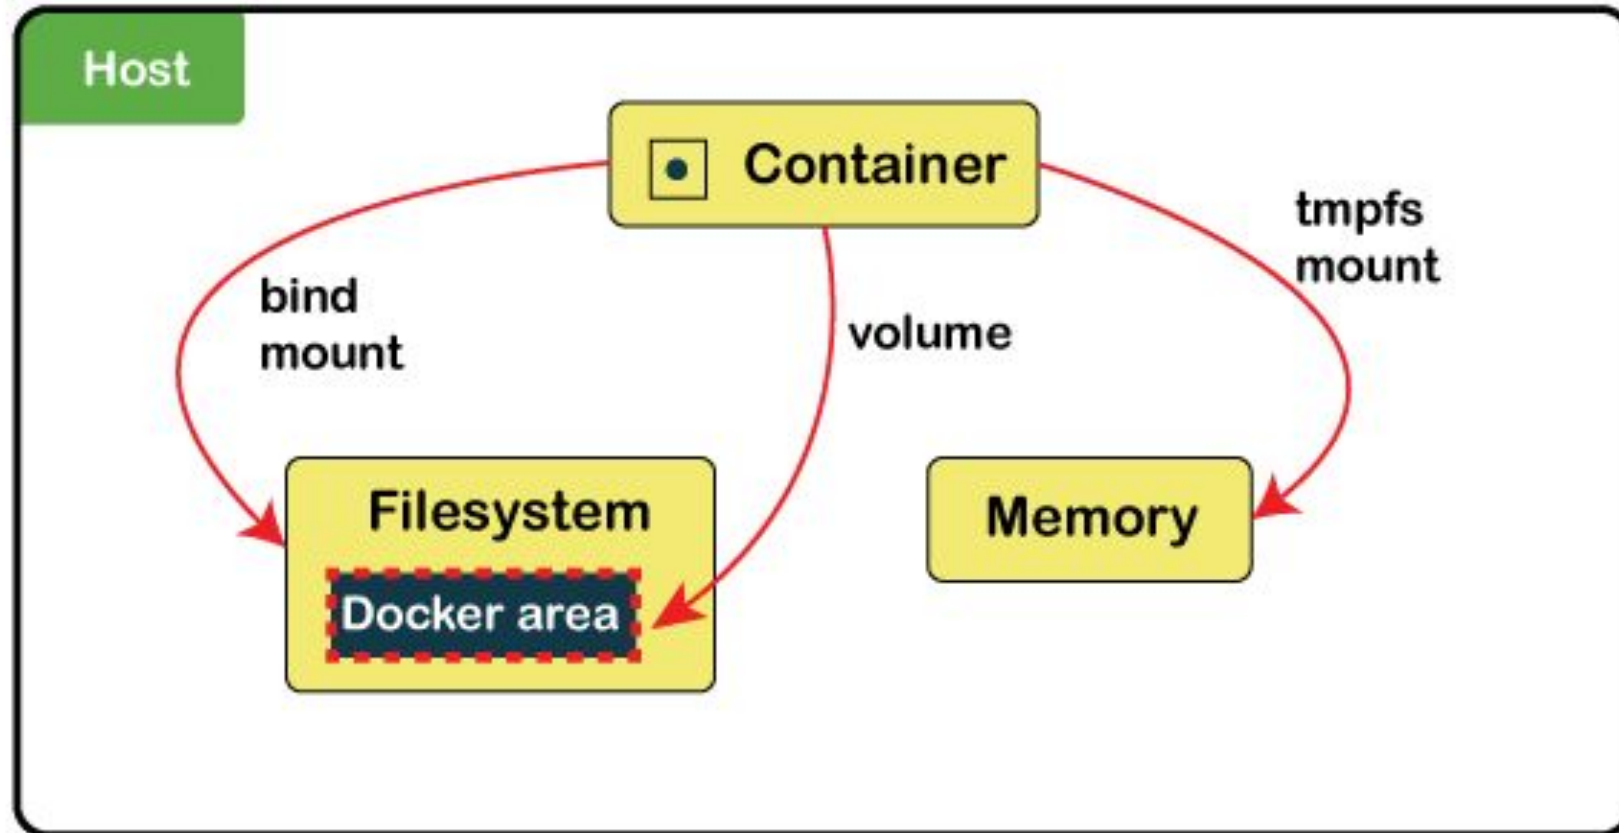 Host
Container
bind
mount
volume
tmpfs
mount
Filesystem
Docker area
Memory